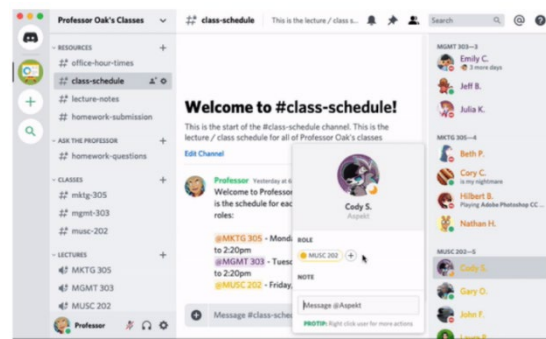 Professor Oak's Classes
RESOURCES
office-hour-times
class-schedule
lecture-notes
homework-submission
ASK THE PROFESSOR
homework-questions
CLASSES
mktg-305
mgmt-303
musc-202
LECTURES
MKTG 305
MGMT 303
MUSC 202
Professor
class-schedule
This is the lecture / class s...
Search
Welcome to #class-schedule!
This is the start of the #class-schedule channel. This is the
lecture / class schedule for all of Professor Oak's classes
Edit Channel
Professor Yesterday at 6
Welcome to Professor
is the schedule for eac
roles:
@MKTG 305 - Monda
to 2:20pm
@MGMT 303 - Tuesd
to 2:20pm
@MUSC 202 - Friday,
Message #class-sche
Cody S.
Aspekt
ROLE
MUSC 202
NOTE
Message @Aspekt
PROTIP: Right click user for more actions
MGMT 303—3
Emily C.
3 more days
Jeff B.
Julia K.
MKTG 305—4
Beth P.
Cory C.
is my nightmare
Hilbert B.
Playing Adobe Photoshop CC ...
Nathan H.
MUSC 202—5
Cody S.
Gary O.
John F.
Laura B.